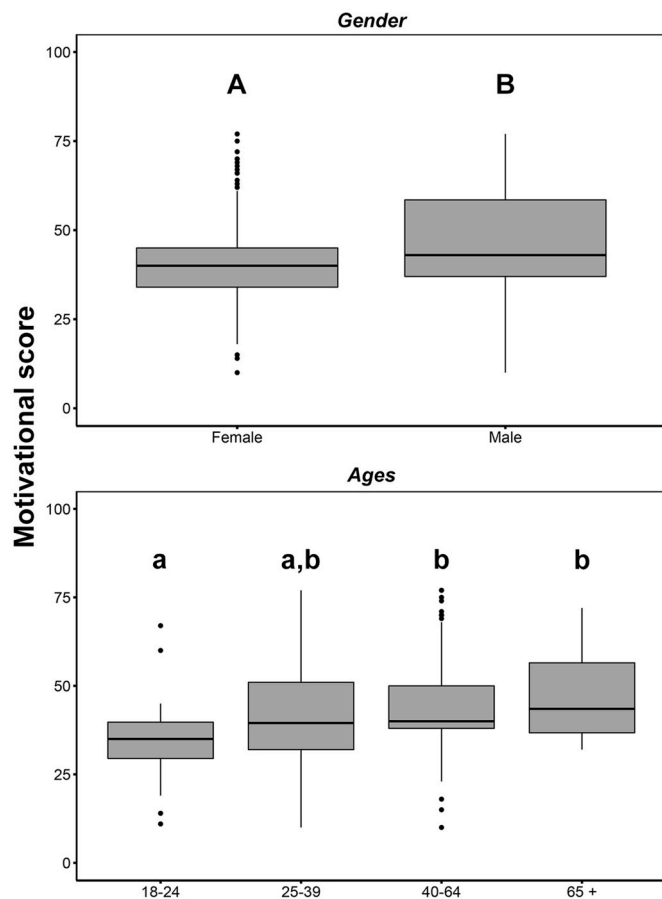 Gender
100
75
50
25
0
A
B
Female
Male
Motivational score
Ages
100
75
50
25
0
a
a,b
b
b
18-24
25-39
40-64
65 +